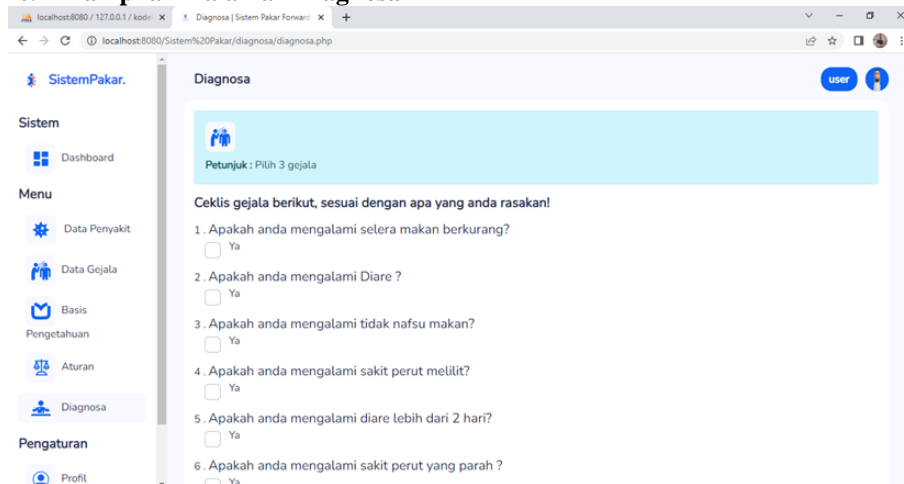 localhost:8080 / 127.0.0.1 / kode
Diagnosa | Sistem Pakar Forward
localhost:8080/Sistem%20Pakar/diagnosa/diagnosa.php
SistemPakar.
Diagnosa
user
Sistem
Dashboard
Menu
Data Penyakit
Data Gejala
Basis
Pengetahuan
Aturan
Diagnosa
Pengaturan
Profil
Petunjuk : Pilih 3 gejala
Ceklis gejala berikut, sesuai dengan apa yang anda rasakan!
1 . Apakah anda mengalami selera makan berkurang?
Ya
2 . Apakah anda mengalami Diare ?
Ya
3 . Apakah anda mengalami tidak nafsu makan?
Ya
4 . Apakah anda mengalami sakit perut melilit?
Ya
5 . Apakah anda mengalami diare lebih dari 2 hari?
Ya
6 . Apakah anda mengalami sakit perut yang parah ?
Ya